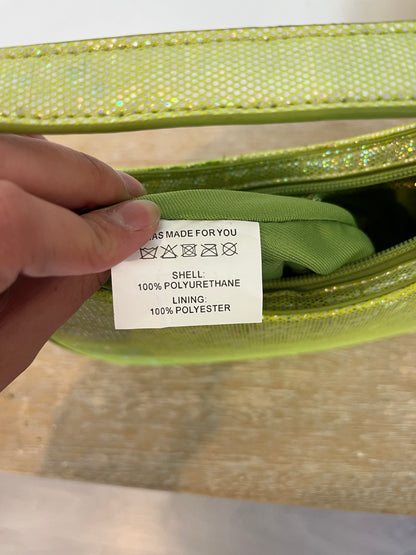 AS MADE FOR YOU
SHELL:
100% POLYURETHANE
LINING:
100% POLYESTER